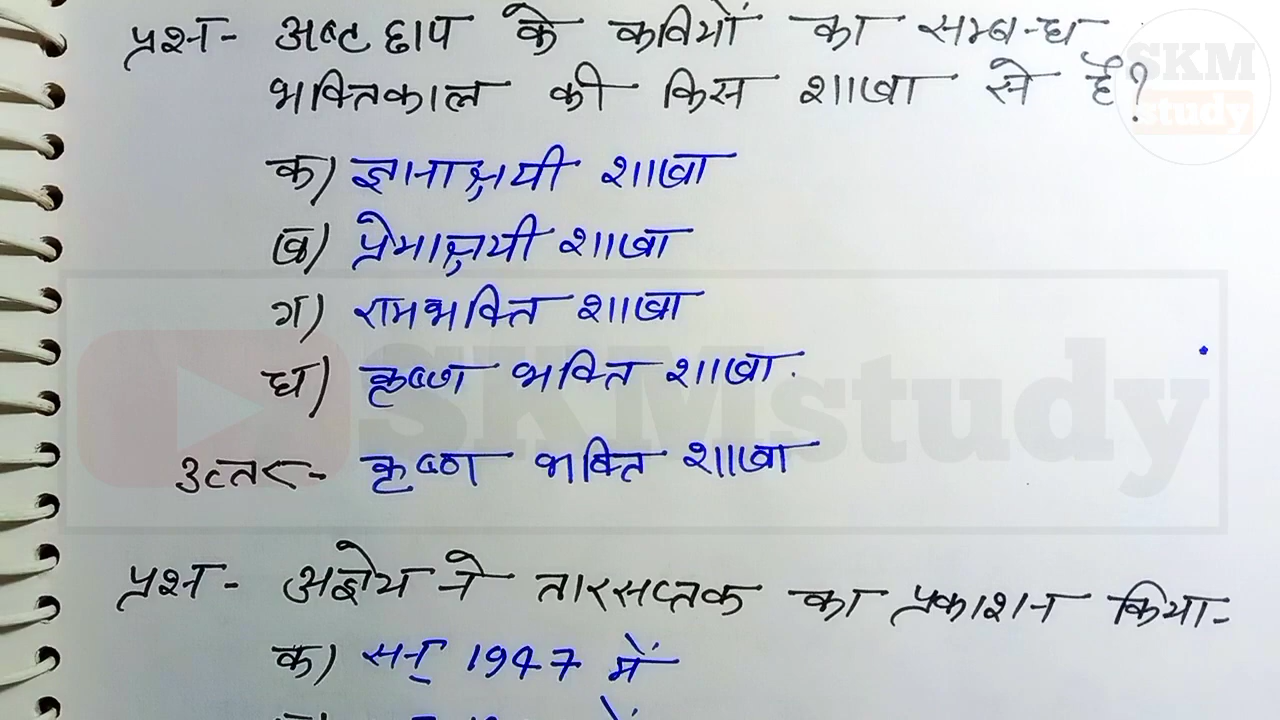 प्रश्न- अष्टछाप के कवियों का सम्बन्ध
भक्तिकाल की किस शाखा से है?
क) ज्ञानाश्रयी शाखा
ख) प्रेमाश्रयी शाखा
ग) रामभक्ति शाखा
घ) कृष्ण भक्ति शाखा.
उत्तर- कृष्ण भक्ति शाखा
प्रश्न- अज्ञेय ने तारसप्तक का प्रकाशन किया-
क) सन् 1947 में
SKM
study
SKMstudy